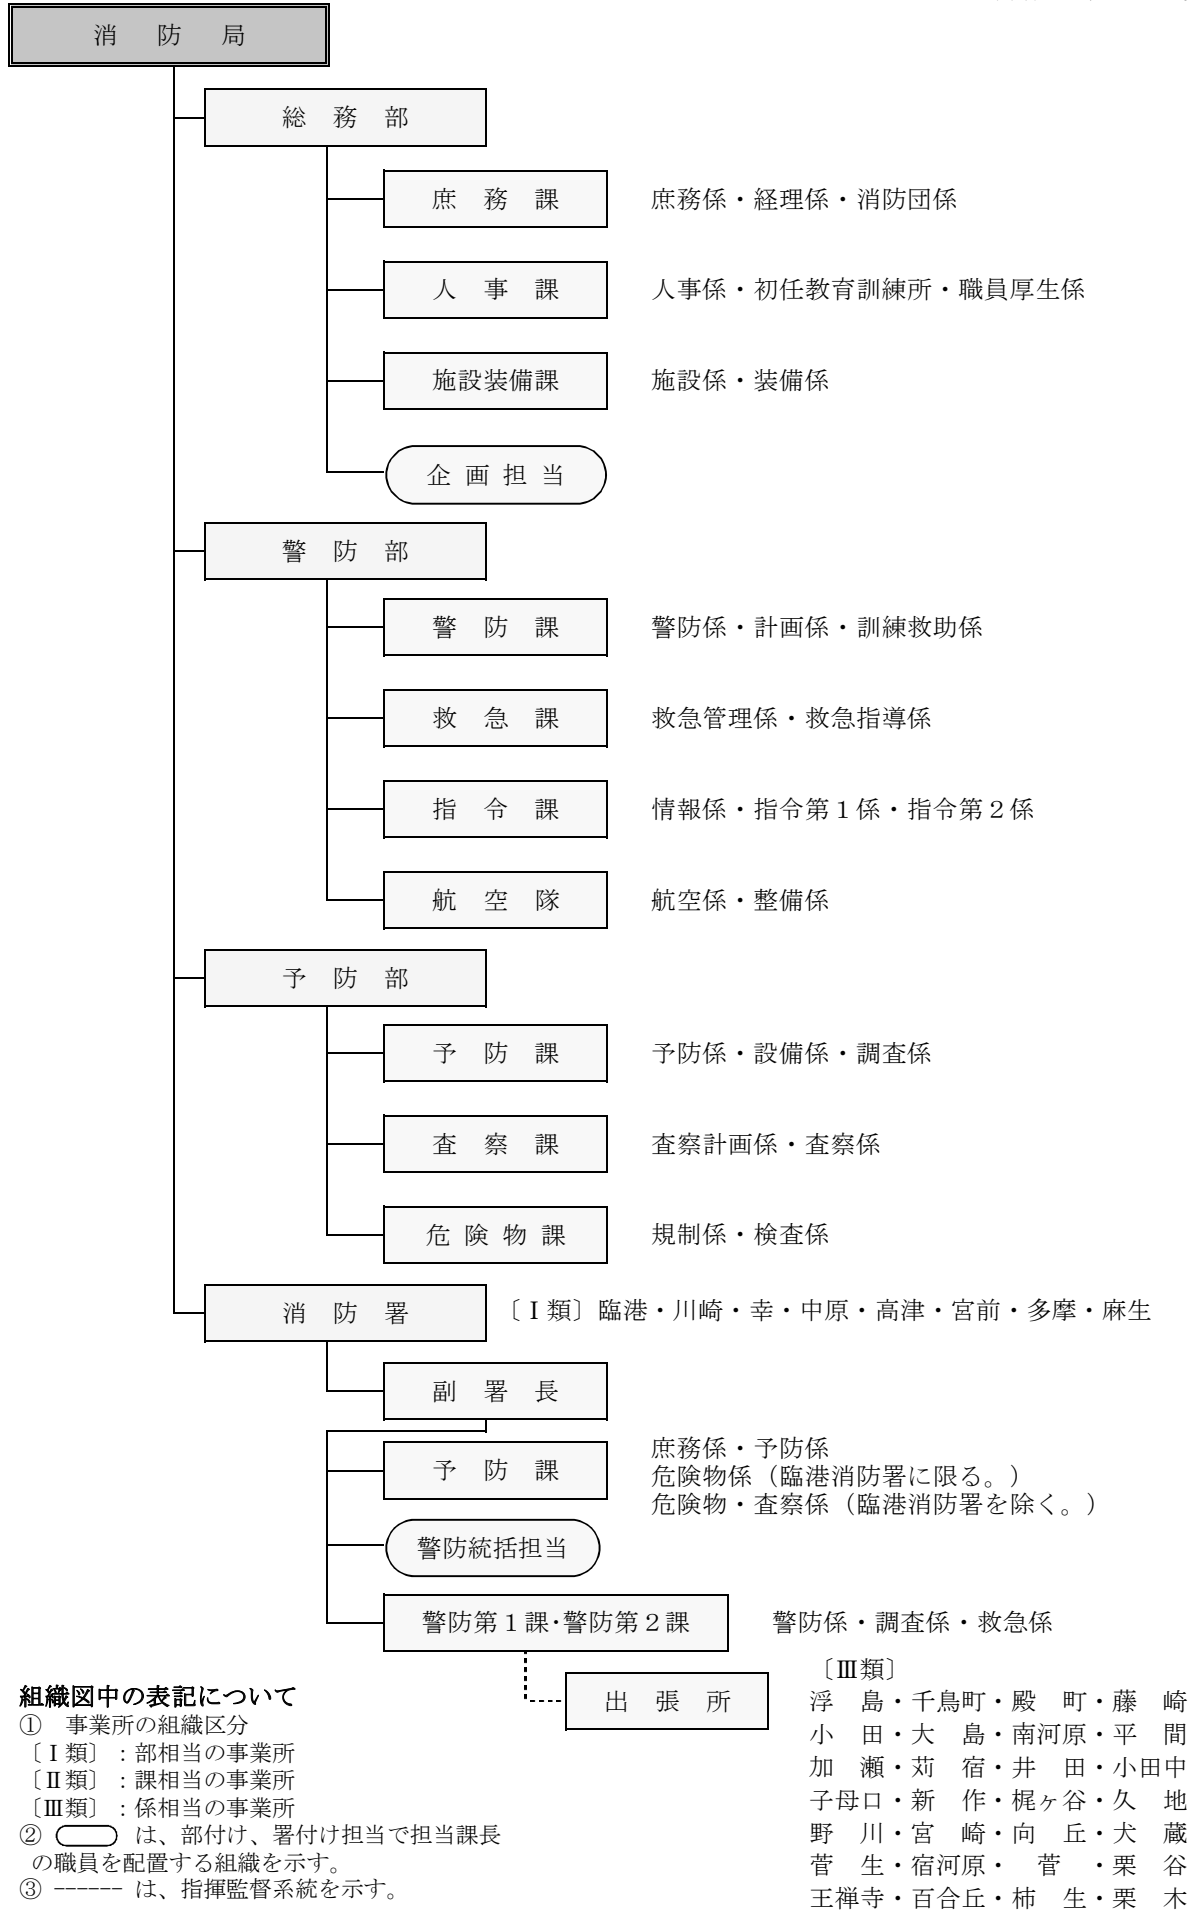 消防局
総務部
庶務課 庶務係・経理係・消防団係
人事課 人事係・初任教育訓練所・職員厚生係
施設装備課 施設係・装備係
企画担当
警防部
警防課 警防係・計画係・訓練救助係
救急課 救急管理係・救急指導係
指令課 情報係・指令第１係・指令第２係
航空隊 航空係・整備係
予防部
予防課 予防係・設備係・調査係
査察課 査察計画係・査察係
危険物課 規制係・検査係
消防署 〔Ⅰ類〕臨港・川崎・幸・中原・高津・宮前・多摩・麻生
副署長
予防課
庶務係・予防係
危険物係（臨港消防署に限る。）
危険物・査察係（臨港消防署を除く。）
警防統括担当
警防第１課･警防第２課 警防係・調査係・救急係
出張所
〔Ⅲ類〕
浮　島・千鳥町・殿　町・藤　崎
小　田・大　島・南河原・平　間
加　瀬・苅　宿・井　田・小田中
子母口・新　作・梶ヶ谷・久　地
野　川・宮　崎・向　丘・犬　蔵
菅　生・宿河原・　菅　・栗　谷
王禅寺・百合丘・柿　生・栗　木
組織図中の表記について
①　事業所の組織区分
〔Ⅰ類〕：部相当の事業所
〔Ⅱ類〕：課相当の事業所
〔Ⅲ類〕：係相当の事業所
② は、部付け、署付け担当で担当課長
の職員を配置する組織を示す。
③ ------ は、指揮監督系統を示す。